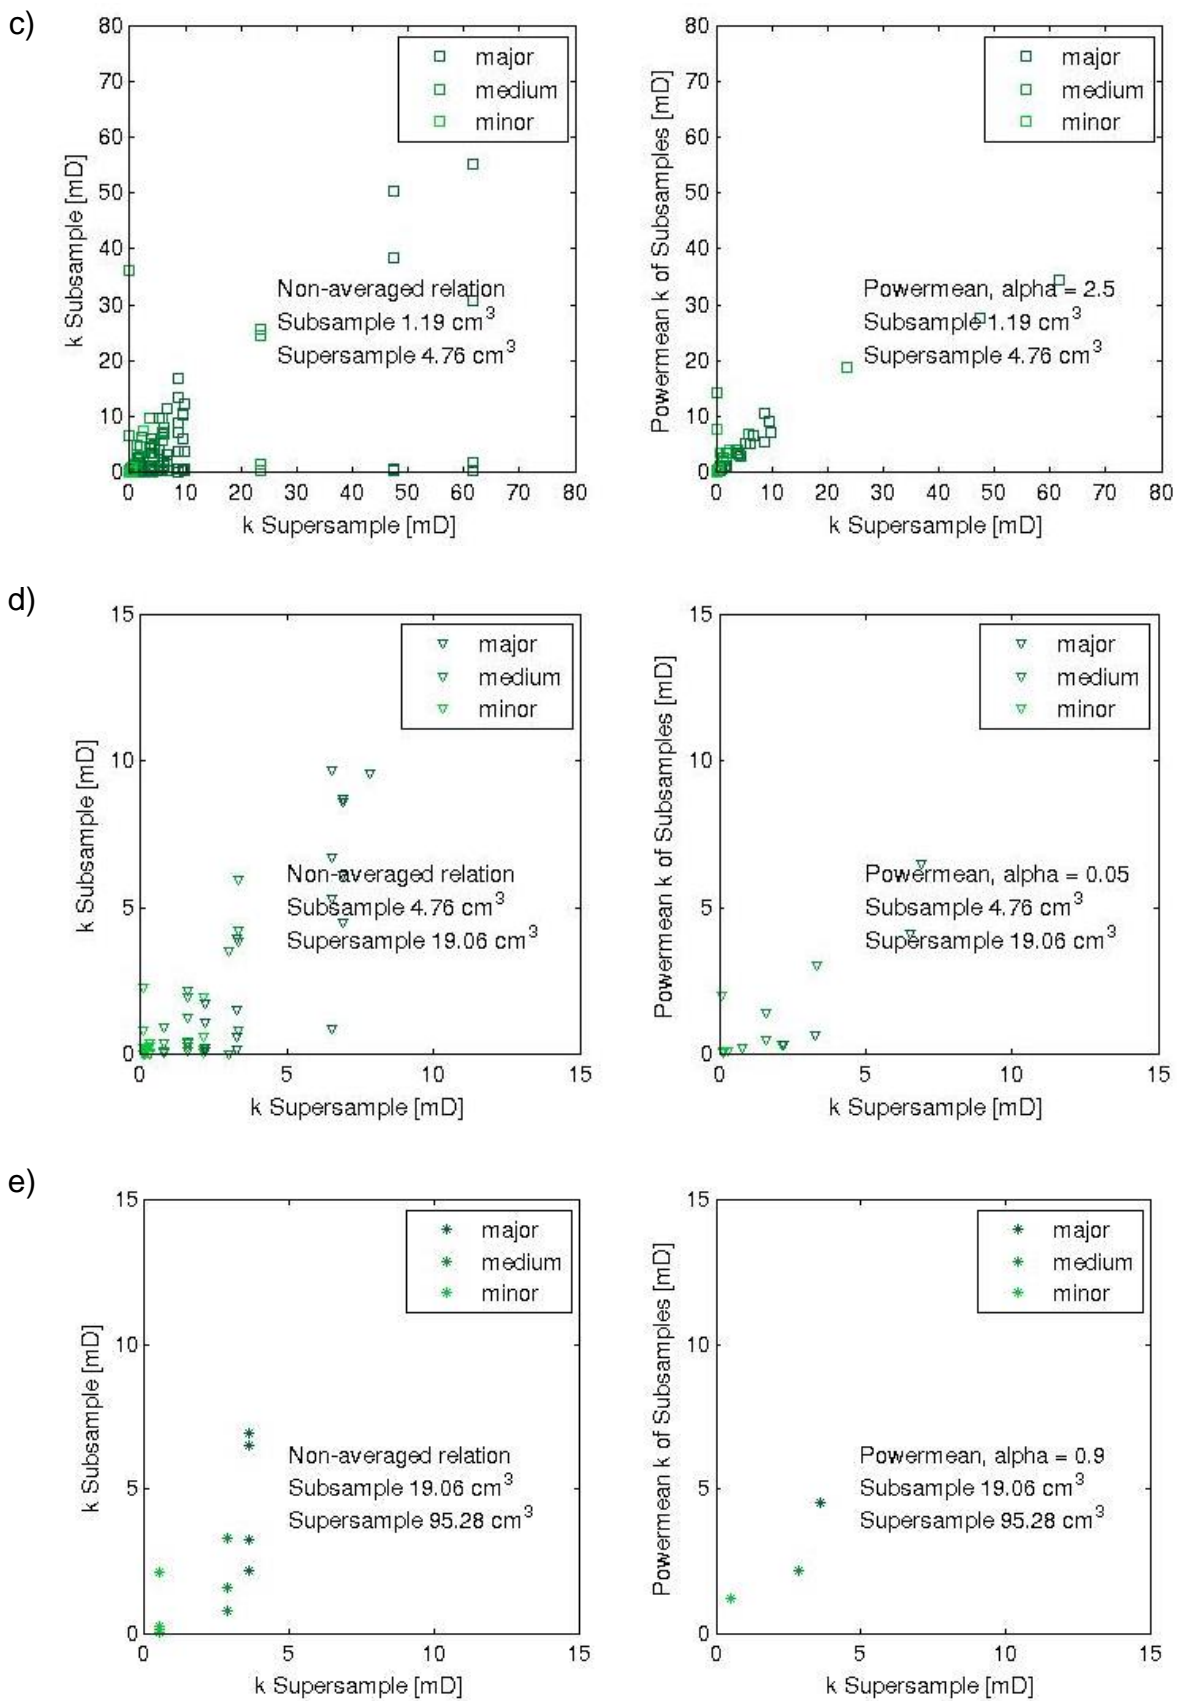 c)
80
70
60
50
40
30
20
10
0
0 10 20 30 40 50 60 70 80
k Subsample [mD]
k Supersample [mD]
major
medium
minor
Non-averaged relation
Subsample 1.19 cm³
Supersample 4.76 cm³
80
70
60
50
40
30
20
10
0
0 10 20 30 40 50 60 70 80
Powermean k of Subsamples [mD]
k Supersample [mD]
major
medium
minor
Powermean, alpha = 2.5
Subsample 1.19 cm³
Supersample 4.76 cm³
d)
15
10
5
0
0 5 10 15
k Subsample [mD]
k Supersample [mD]
major
medium
minor
Non-averaged relation
Subsample 4.76 cm³
Supersample 19.06 cm³
15
10
5
0
0 5 10 15
Powermean k of Subsamples [mD]
k Supersample [mD]
major
medium
minor
Powermean, alpha = 0.05
Subsample 4.76 cm³
Supersample 19.06 cm³
e)
15
10
5
0
0 5 10 15
k Subsample [mD]
k Supersample [mD]
major
medium
minor
Non-averaged relation
Subsample 19.06 cm³
Supersample 95.28 cm³
15
10
5
0
0 5 10 15
Powermean k of Subsamples [mD]
k Supersample [mD]
major
medium
minor
Powermean, alpha = 0.9
Subsample 19.06 cm³
Supersample 95.28 cm³